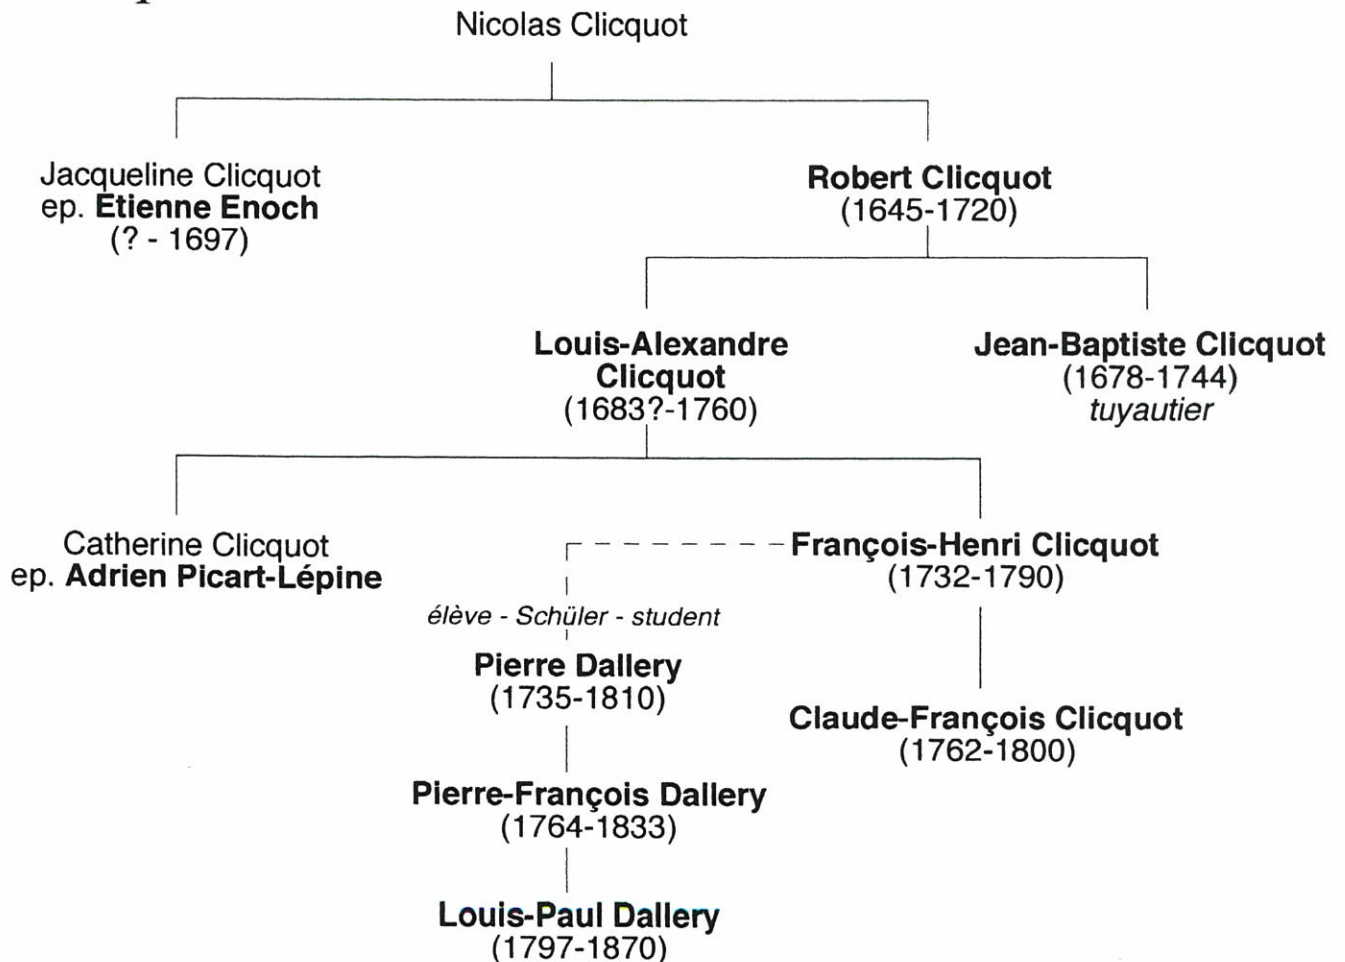 Nicolas Clicquot
Jacqueline Clicquot
ep. Etienne Enoch
(? - 1697)
Robert Clicquot
(1645-1720)
Louis-Alexandre
Clicquot
(1683?-1760)
Jean-Baptiste Clicquot
(1678-1744)
tuyautier
Catherine Clicquot
ep. Adrien Picart-Lépine
François-Henri Clicquot
(1732-1790)
élève - Schüler - student
Pierre Dallery
(1735-1810)
Claude-François Clicquot
(1762-1800)
Pierre-François Dallery
(1764-1833)
Louis-Paul Dallery
(1797-1870)